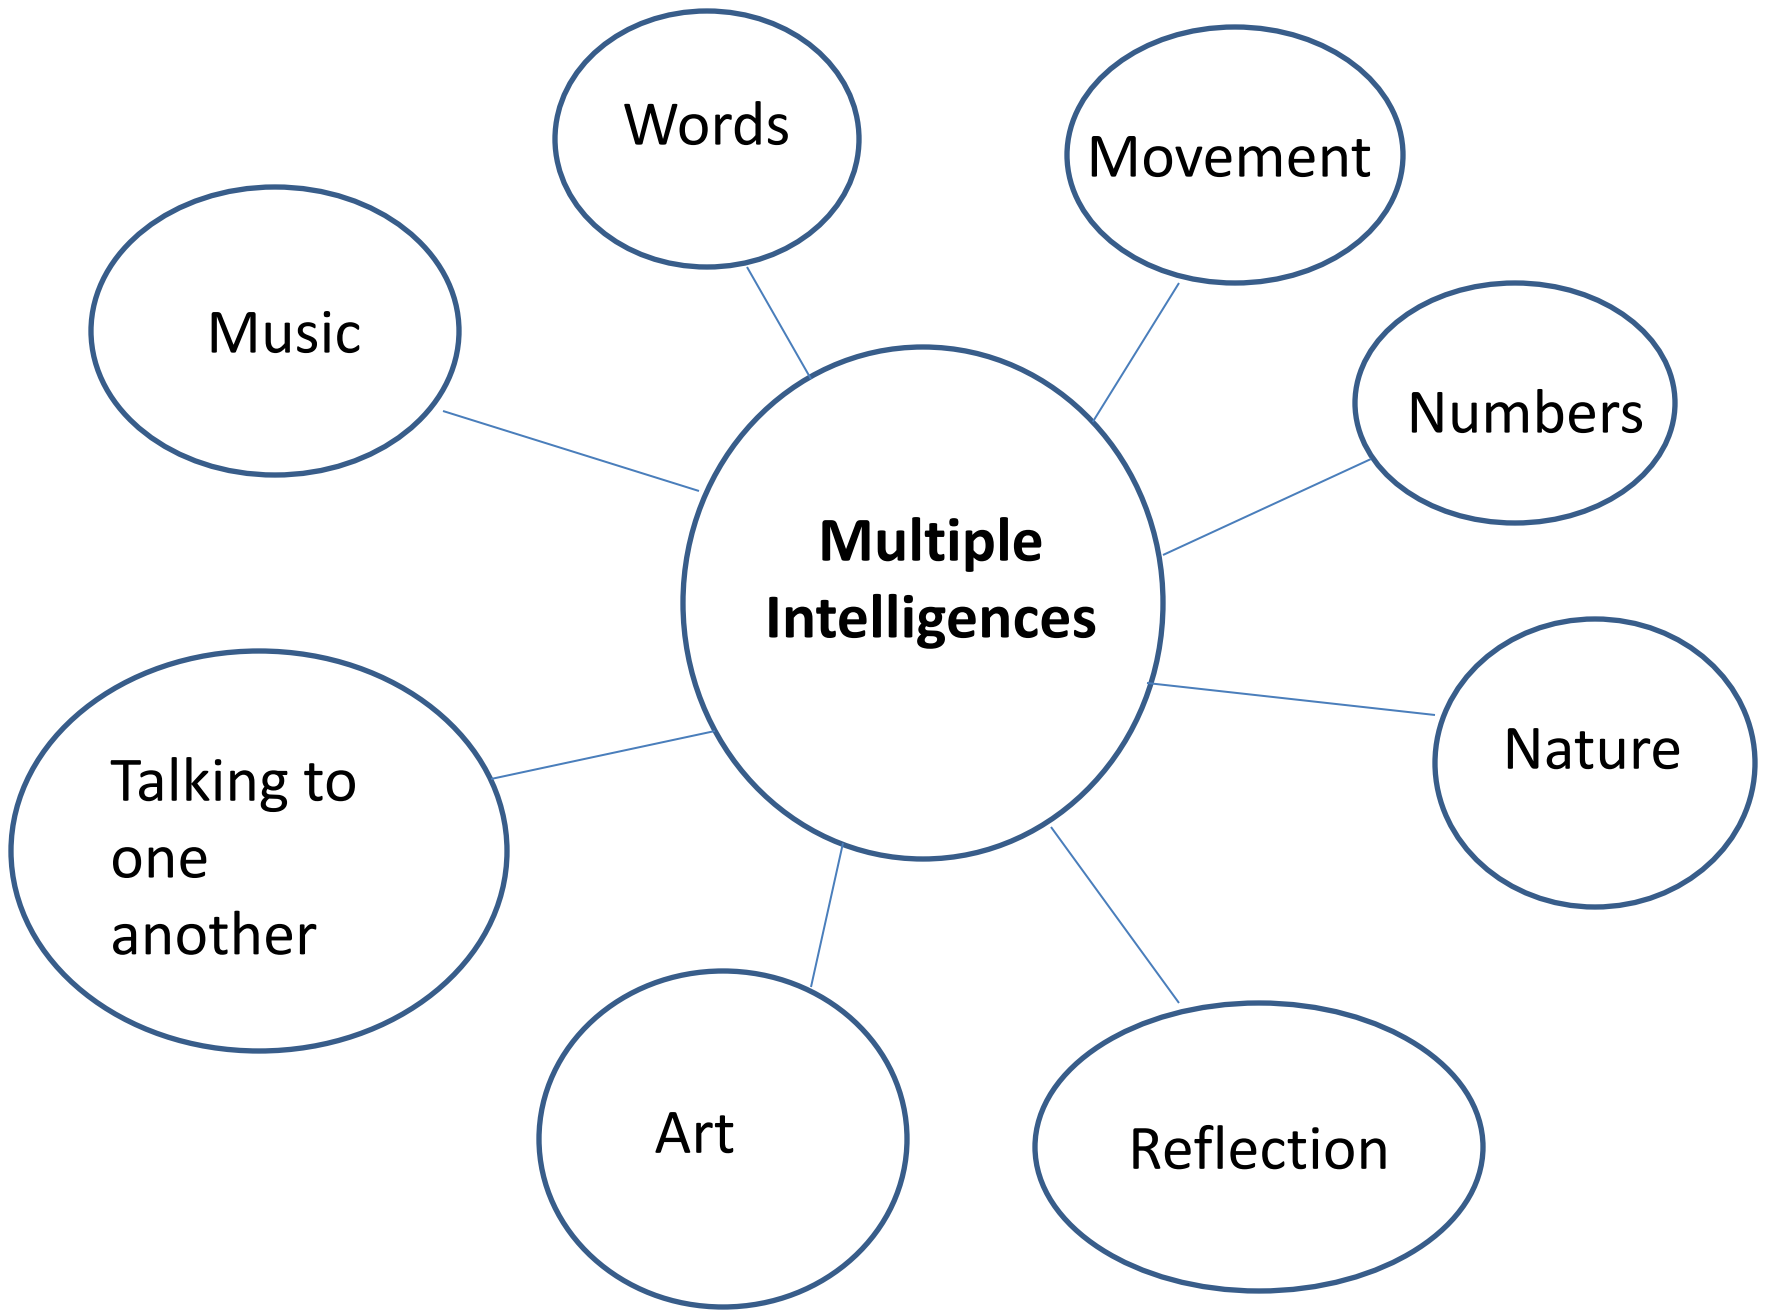 Words
Movement
Music
Numbers
Multiple
Intelligences
Nature
Talking to
one
another
Art
Reflection